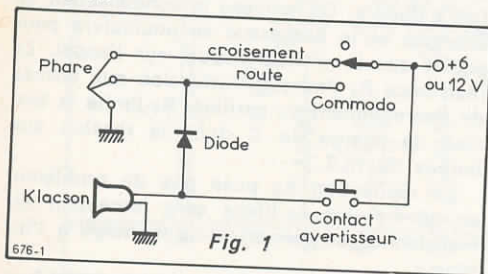 croisement
O
+6
ou 12 V
Phare
route
Commodo
Diode
Klacson
Contact
avertisseur
676-1
Fig. 1